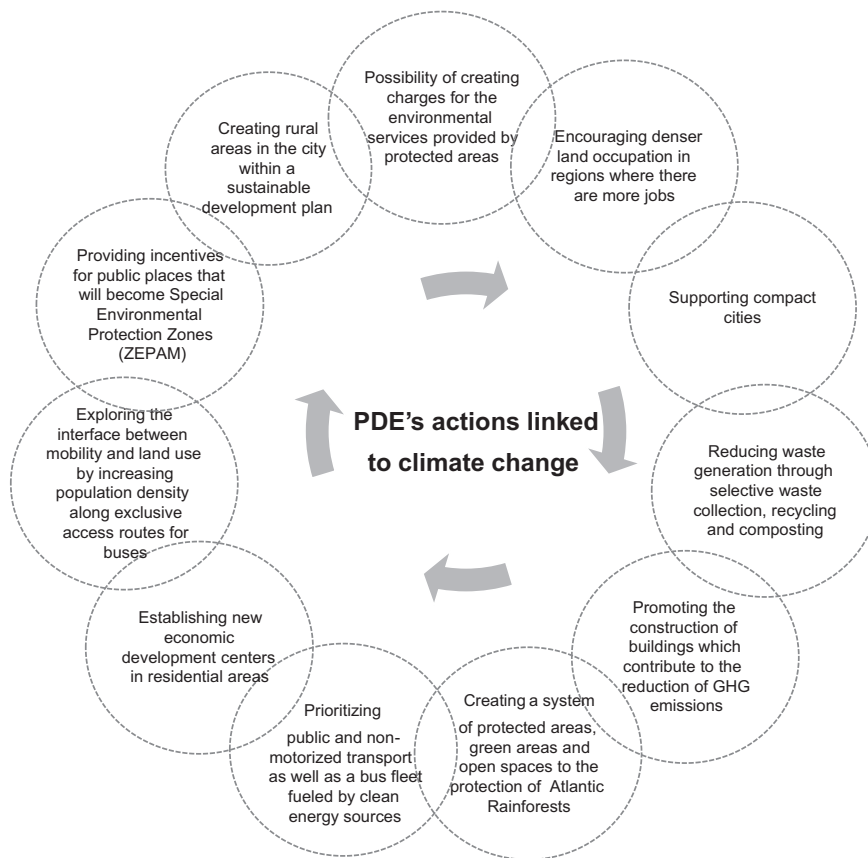 Possibility of creating
charges for the
environmental
services provided by
protected areas
Encouraging denser
land occupation in
regions where there
are more jobs
Supporting compact
cities
Reducing waste
generation through
selective waste
collection, recycling
and composting
Promoting the
construction of
buildings which
contribute to the
reduction of GHG
emissions
Creating a system
of protected areas,
green areas and
open spaces to the
protection of Atlantic
Rainforests
Prioritizing
public and non-
motorized transport
as well as a bus fleet
fueled by clean
energy sources
Establishing new
economic
development centers
in residential areas
Exploring the
interface between
mobility and land use
by increasing
population density
along exclusive
access routes for
buses
Providing incentives
for public places that
will become Special
Environmental
Protection Zones
(ZEPAM)
Creating rural
areas in the city
within a
sustainable
development plan
PDE’s actions linked
to climate change